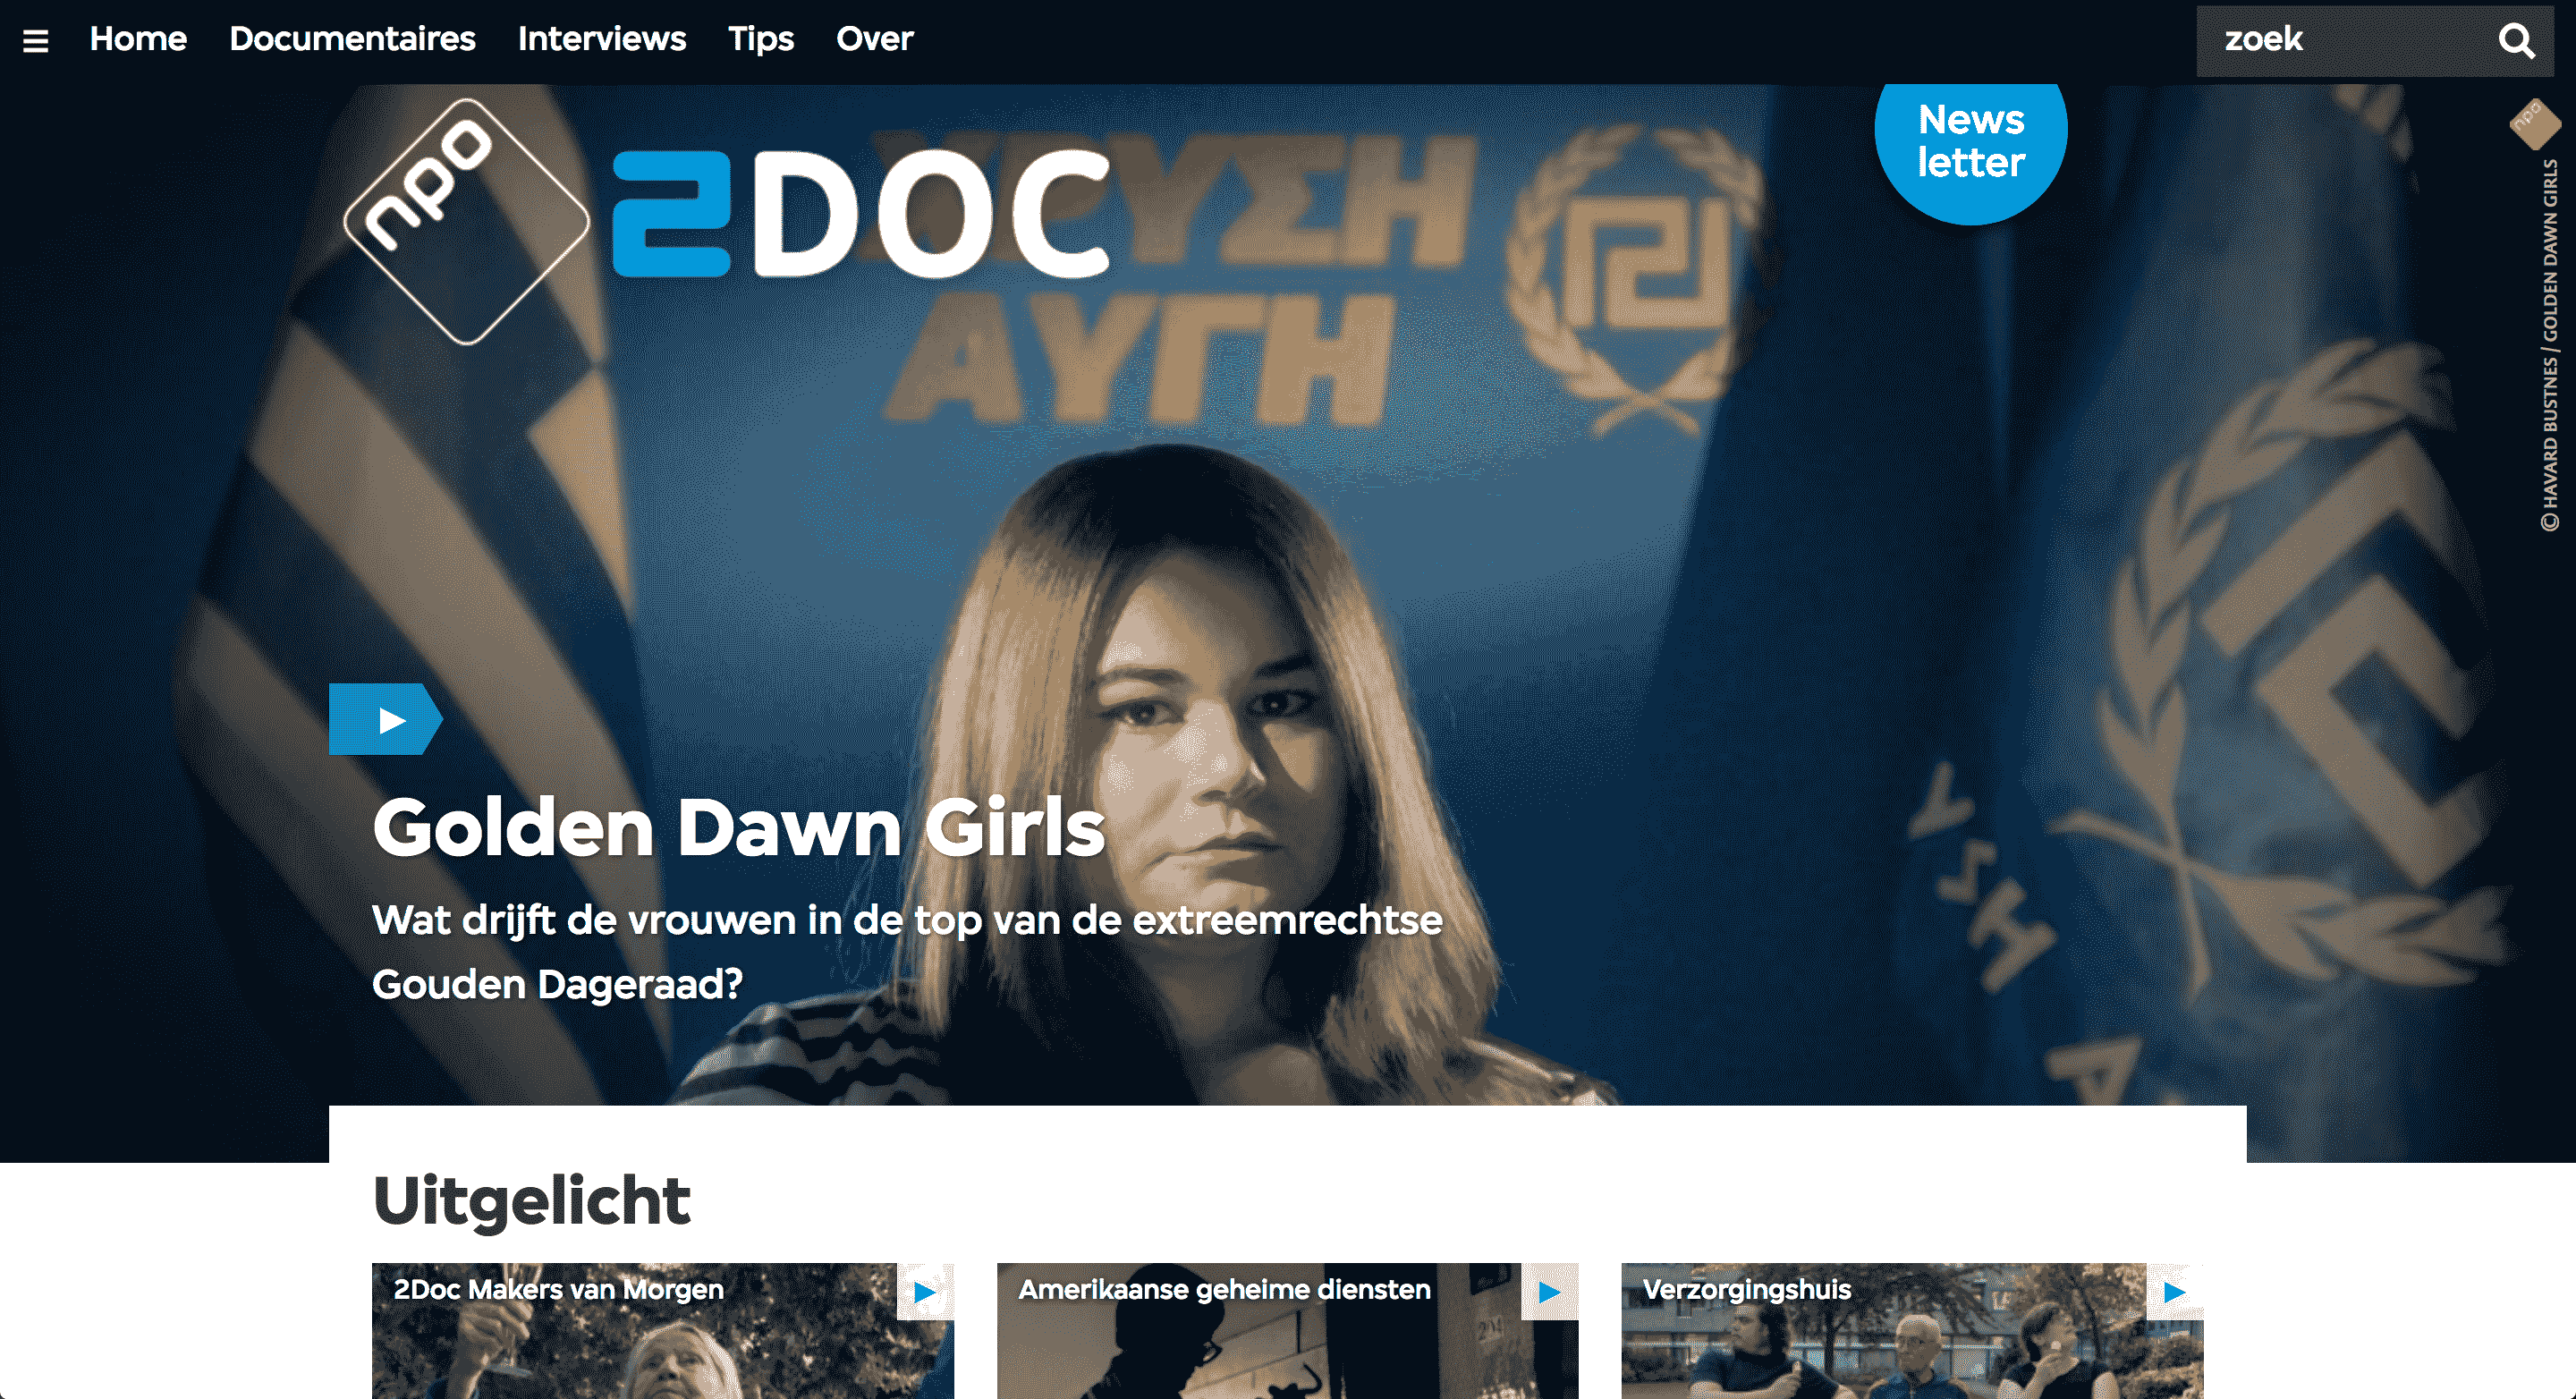 Home Documentaires Interviews Tips Over
zoek
npo
2DOC
News
letter
npo
© HAVARD BUSTNES / GOLDEN DAWN GIRLS
ΧΡΥΣΗ
ΑΥΓΗ
Golden Dawn Girls
Wat drijft de vrouwen in de top van de extreemrechtse
Gouden Dageraad?
Uitgelicht
2Doc Makers van Morgen
Amerikaanse geheime diensten
204
Verzorgingshuis